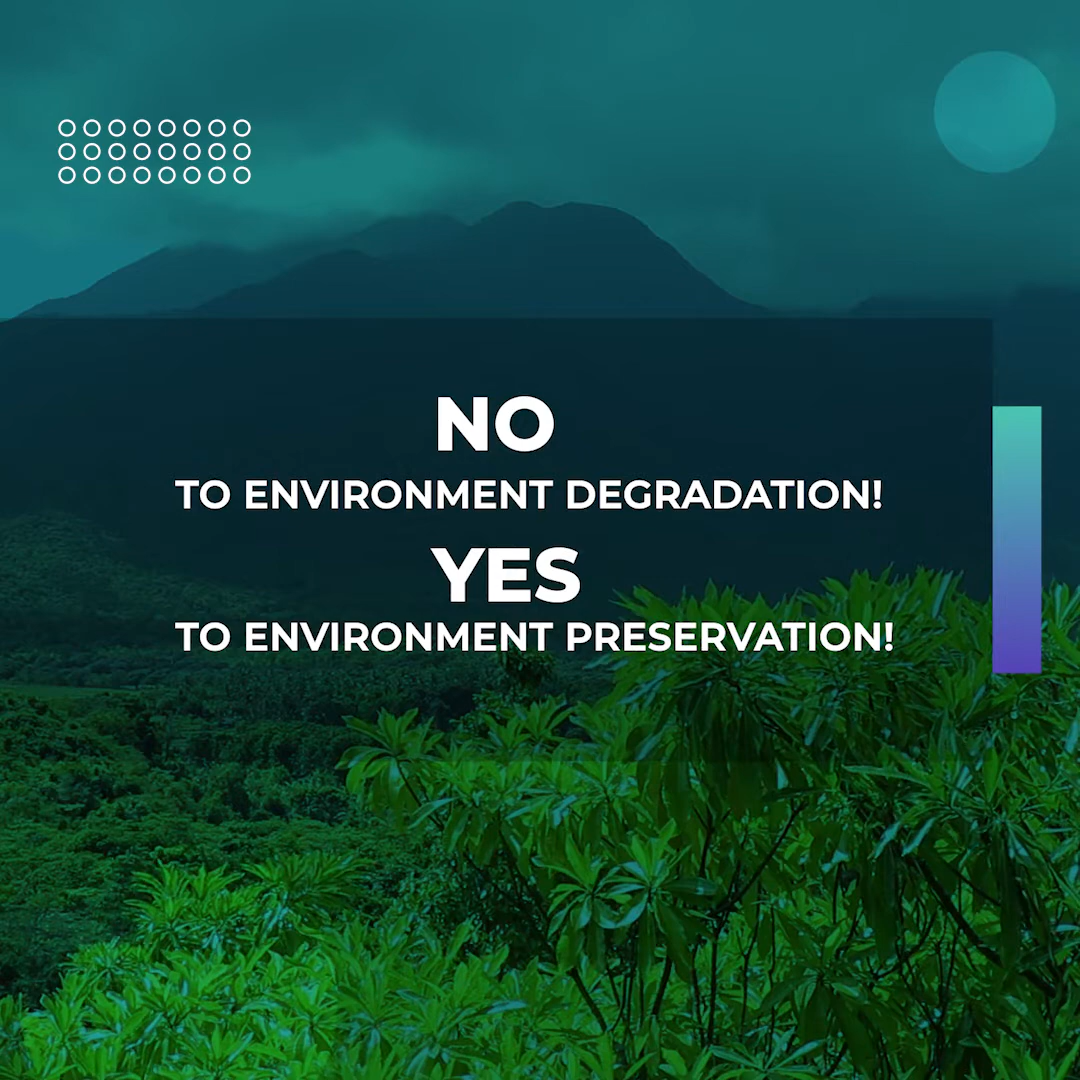 NO
TO ENVIRONMENT DEGRADATION!
YES
TO ENVIRONMENT PRESERVATION!